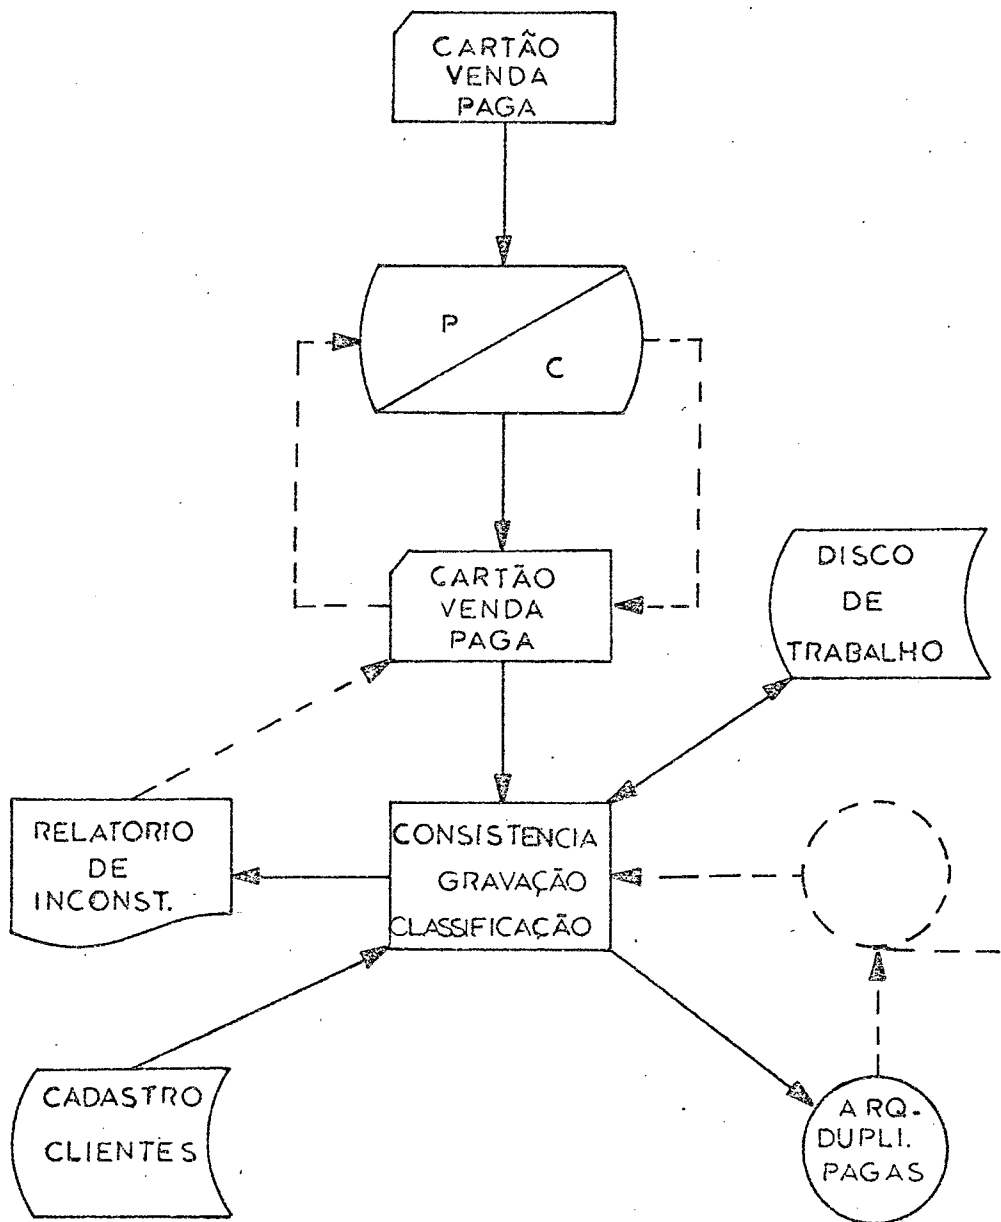 CARTÃO
VENDA
PAGA
P
C
CARTÃO
VENDA
PAGA
DISCO
DE
TRABALHO
RELATORIO
DE
INCONST.
CONSISTENCIA
GRAVAÇÃO
CLASSIFICAÇÃO
CADASTRO
CLIENTES
ARQ.
DUPLI.
PAGAS